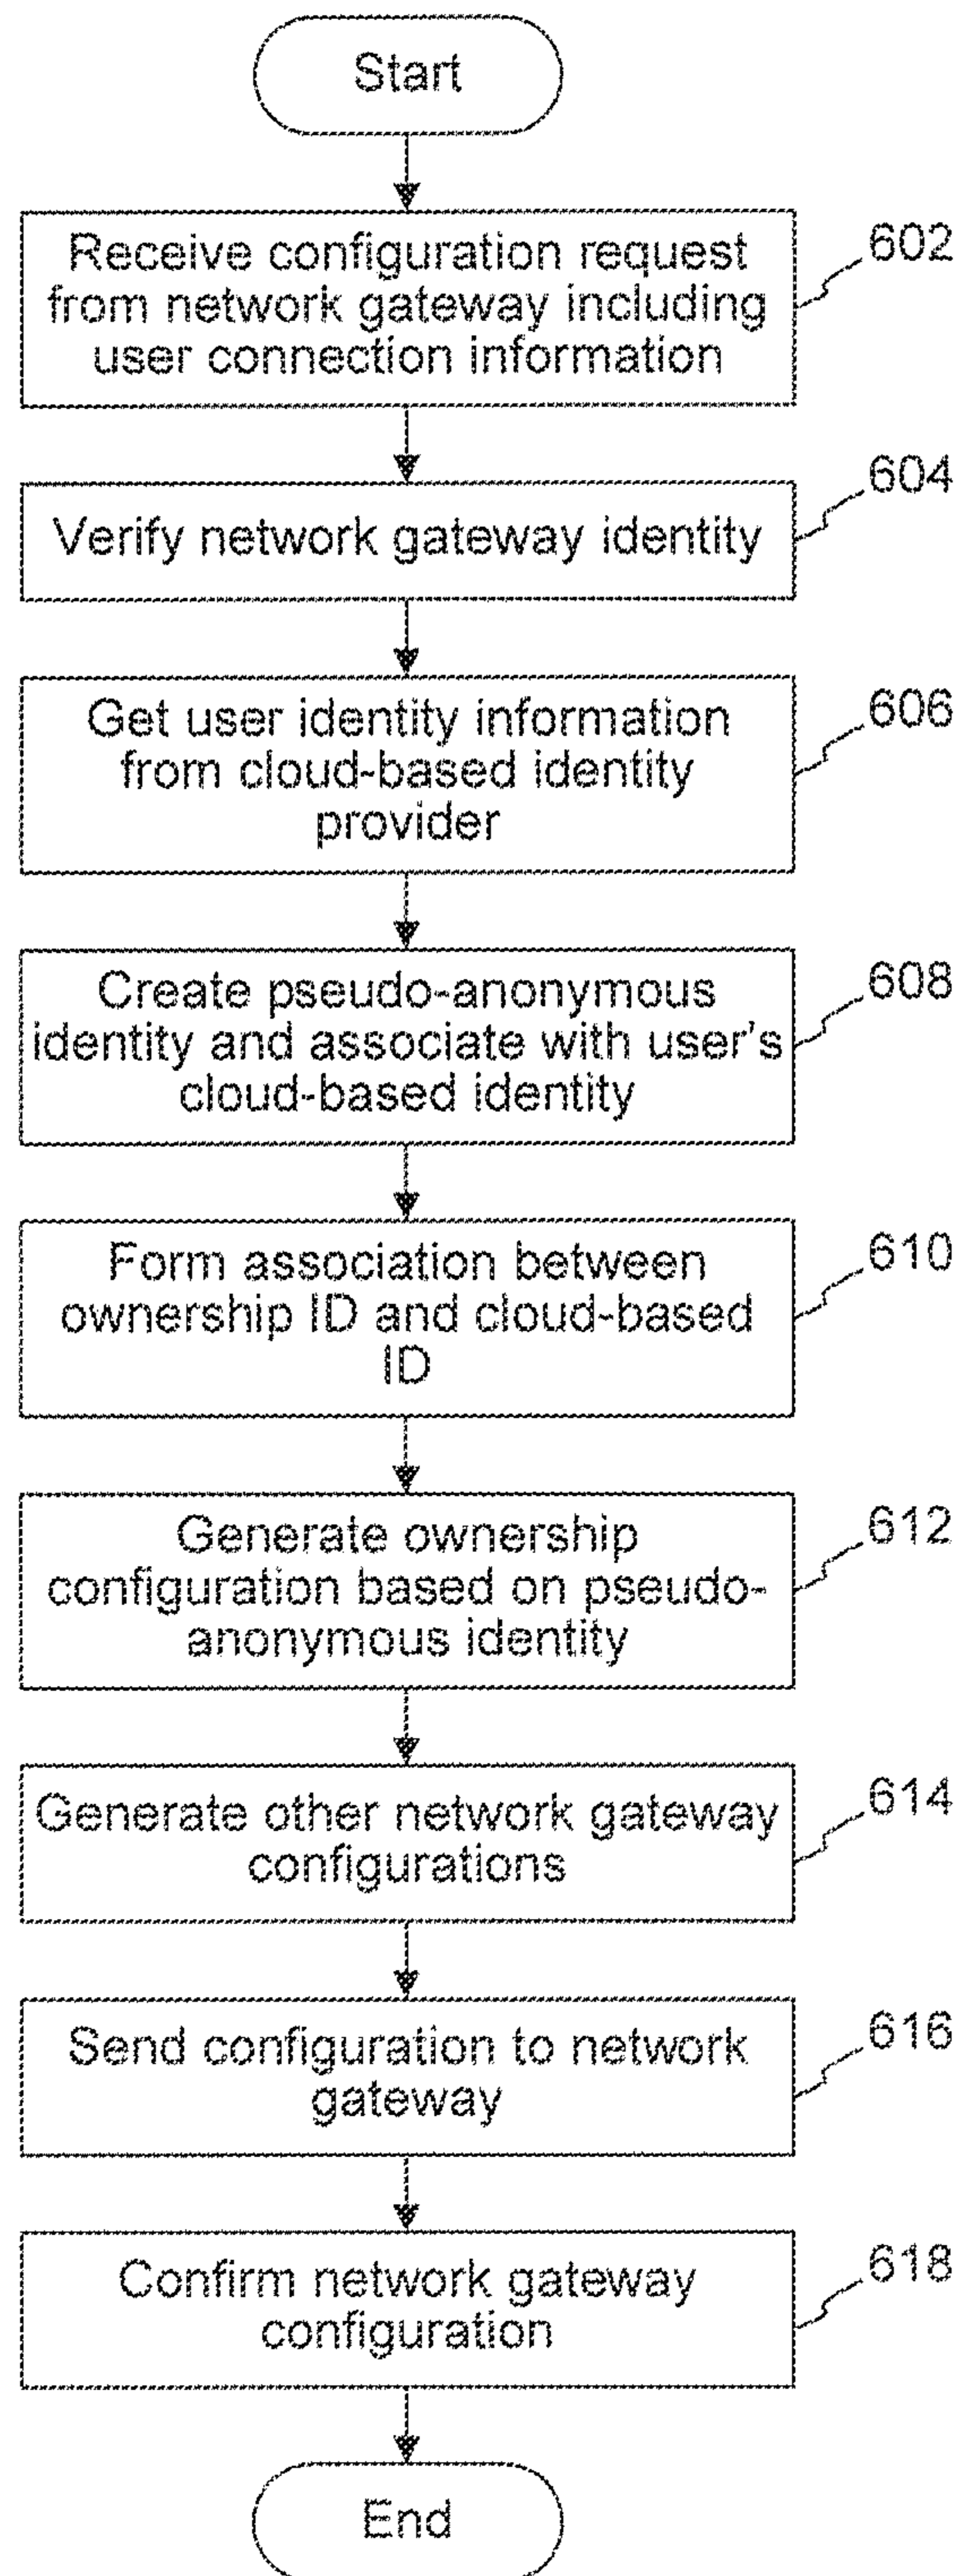 Start
Receive configuration request
from network gateway including
user connection information
602
Verify network gateway identity
604
Get user identity information
from cloud-based identity
provider
606
Create pseudo-anonymous
identity and associate with user's
cloud-based identity
608
Form association between
ownership ID and cloud-based
ID
610
Generate ownership
configuration based on pseudo-
anonymous identity
612
Generate other network gateway
configurations
614
Send configuration to network
gateway
616
Confirm network gateway
configuration
618
End